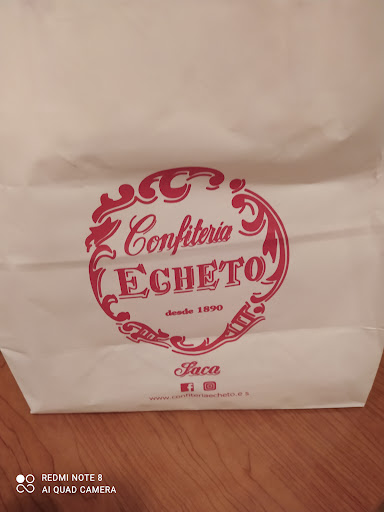 Confitería
ECHETO
desde 1890
Jaca
www.confiteriaecheto.es
REDMI NOTE 8
AI QUAD CAMERA